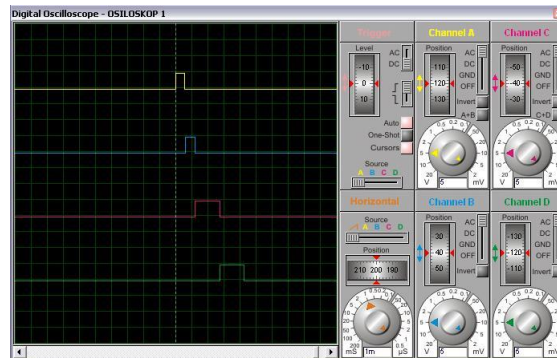 Digital Oscilloscope - OSILOSKOP 1
Trigger
Level
AC
DC
-10
0
10
Auto
One-Shot
Cursors
Source
A B C D
Channel A
Position
AC
DC
GND
OFF
110
-120
130
Invert
A+B
V
5
mV
Channel C
Position
AC
DC
GND
OFF
-50
-40
-30
Invert
C+D
V
5
mV
Horizontal
Source
A B C D
Position
210 200 190
mS
1m
µS
Channel B
Position
AC
DC
GND
OFF
30
40
50
Invert
V
5
mV
Channel D
Position
AC
DC
GND
OFF
-130
-120
-110
Invert
V
5
mV